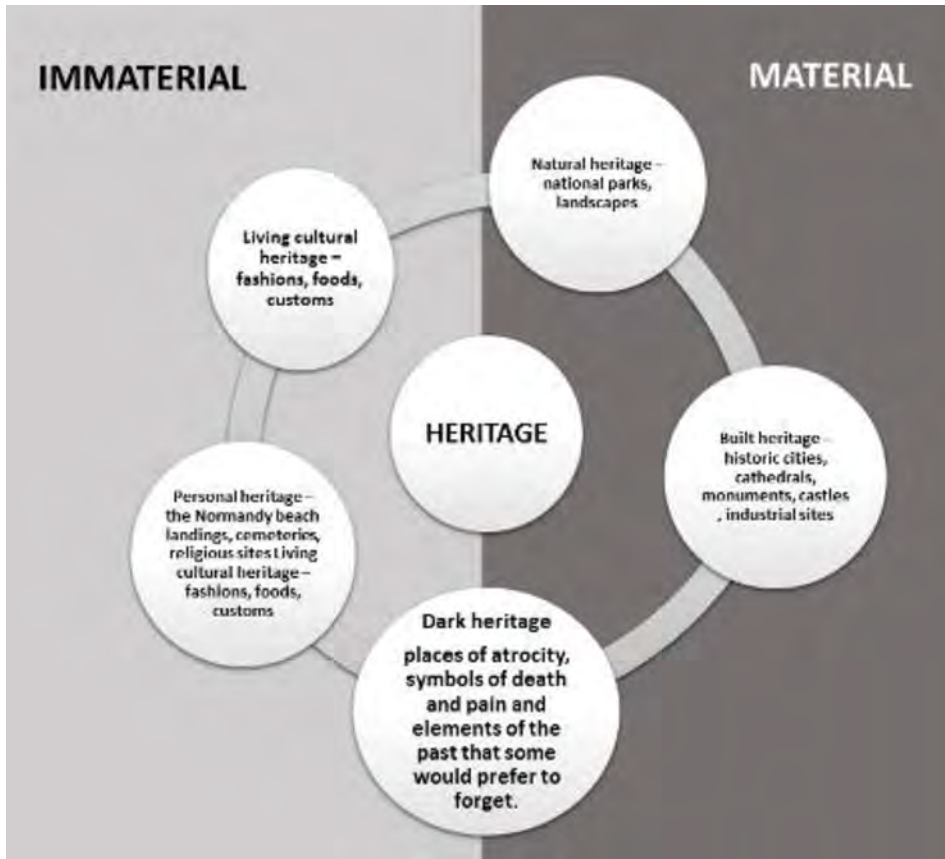 IMMATERIAL
MATERIAL
Natural heritage –
national parks,
landscapes
Living cultural
heritage –
fashions, foods,
customs
HERITAGE
Built heritage –
historic cities,
cathedrals,
monuments, castles
, industrial sites
Personal heritage –
the Normandy beach
landings, cemeteries,
religious sites Living
cultural heritage –
fashions, foods,
customs
Dark heritage
places of atrocity,
symbols of death
and pain and
elements of the
past that some
would prefer to
forget.